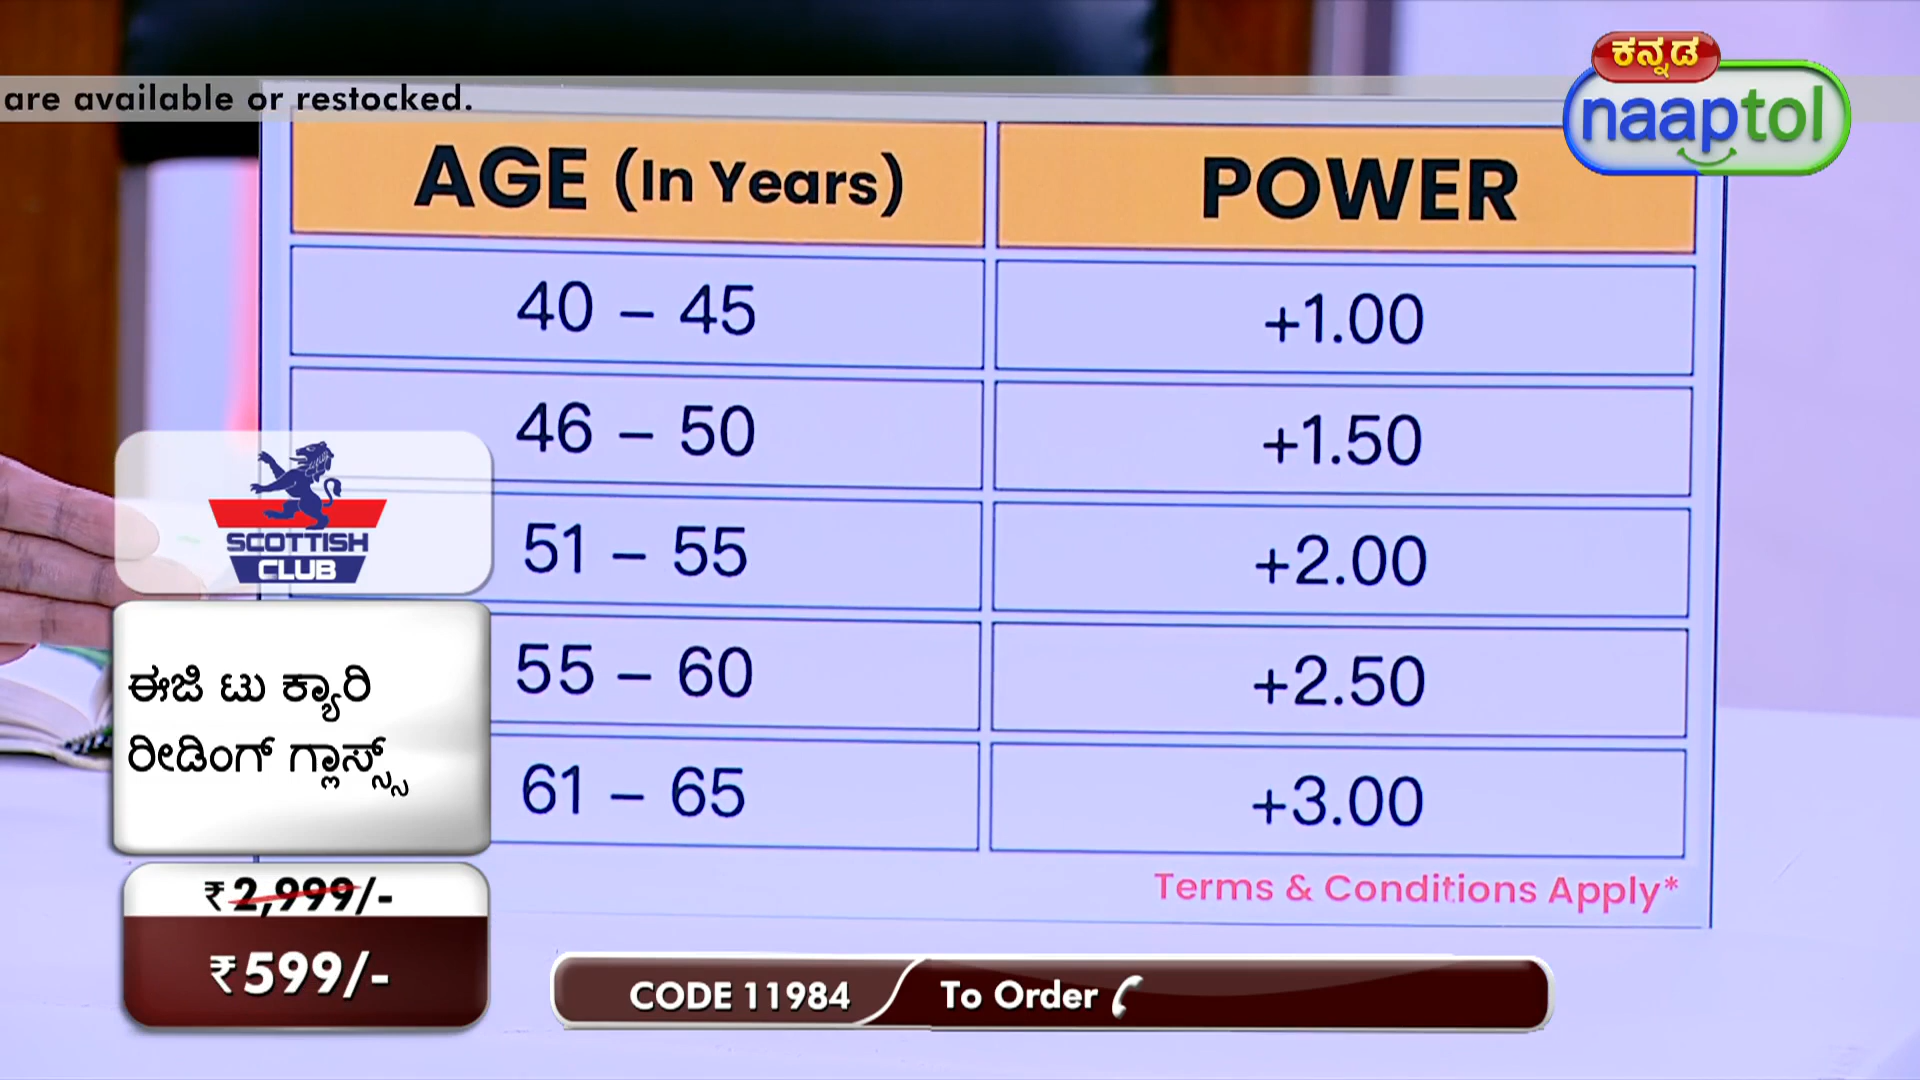 ಕನ್ನಡ
naaptol
are available or restocked.
AGE (In Years) POWER
40 – 45 +1.00
46 – 50 +1.50
51 – 55 +2.00
55 – 60 +2.50
61 – 65 +3.00
Terms & Conditions Apply*
SCOTTISH
CLUB
ಈಜಿ ಟು ಕ್ಯಾರಿ
ರೀಡಿಂಗ್ ಗ್ಲಾಸ್ಸ್
₹2,999/-
₹599/-
CODE 11984 To Order